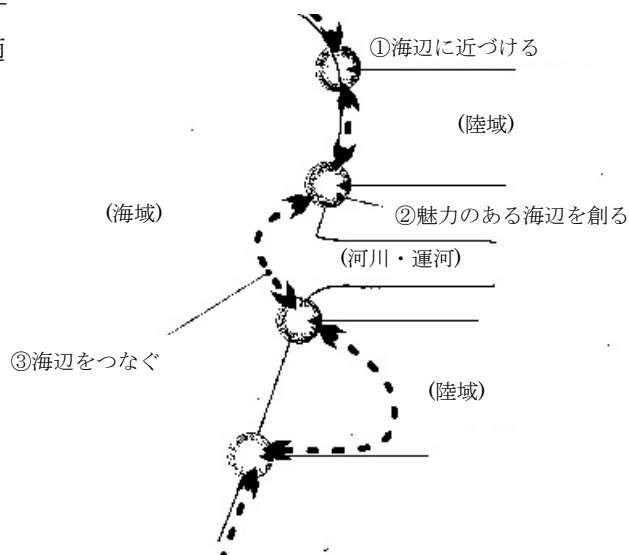 ①海辺に近づける
(陸域)
(海域)
②魅力のある海辺を創る
(河川・運河)
③海辺をつなぐ
(陸域)